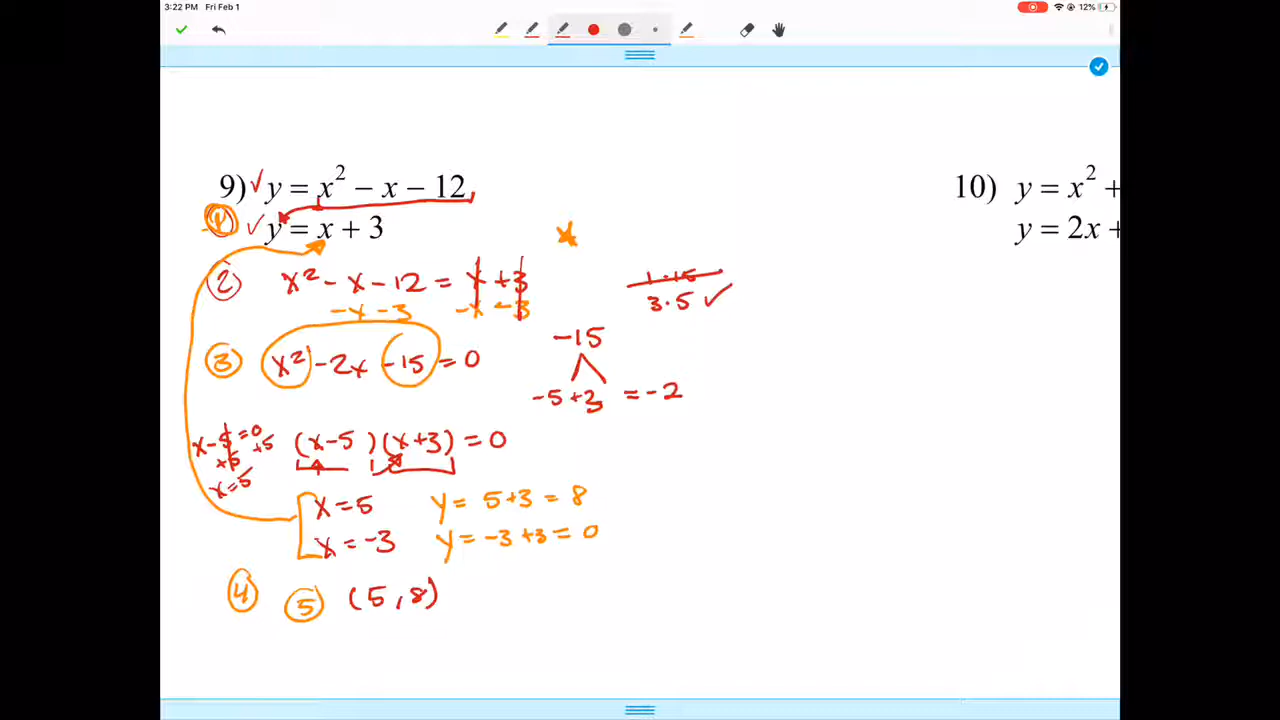 3:22 PM Fri Feb 1
12%
9) ✓ y = x² − x − 12
① ✓ y = x + 3
10) y = x² +
y = 2x +
② x² − x − 12 = x + 3
−x − 3 −x − 3
1·15
3·5 ✓
③ x² − 2x − 15 = 0
−15
−5 + 3 = −2
x − 5 = 0
+5 +5
x = 5
(x−5)(x+3) = 0
x = 5 y = 5+3 = 8
x = −3 y = −3+3 = 0
④ ⑤ (5, 8)